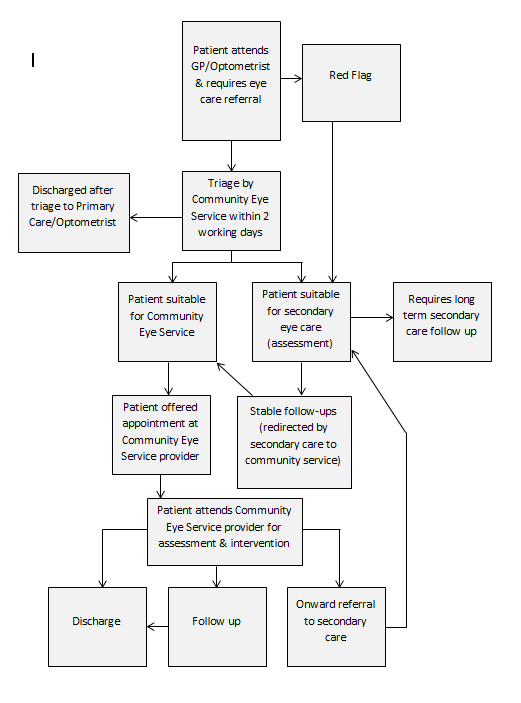 Patient attends
GP/Optometrist
& requires eye
care referral
Red Flag
Triage by
Community Eye
Service within 2
working days
Discharged after
triage to Primary
Care/Optometrist
Patient suitable
for Community
Eye Service
Patient suitable
for secondary
eye care
(assessment)
Requires long
term secondary
care follow up
Patient offered
appointment at
Community Eye
Service provider
Stable follow-ups
(redirected by
secondary care to
community service)
Patient attends Community
Eye Service provider for
assessment & intervention
Discharge
Follow up
Onward referral
to secondary
care